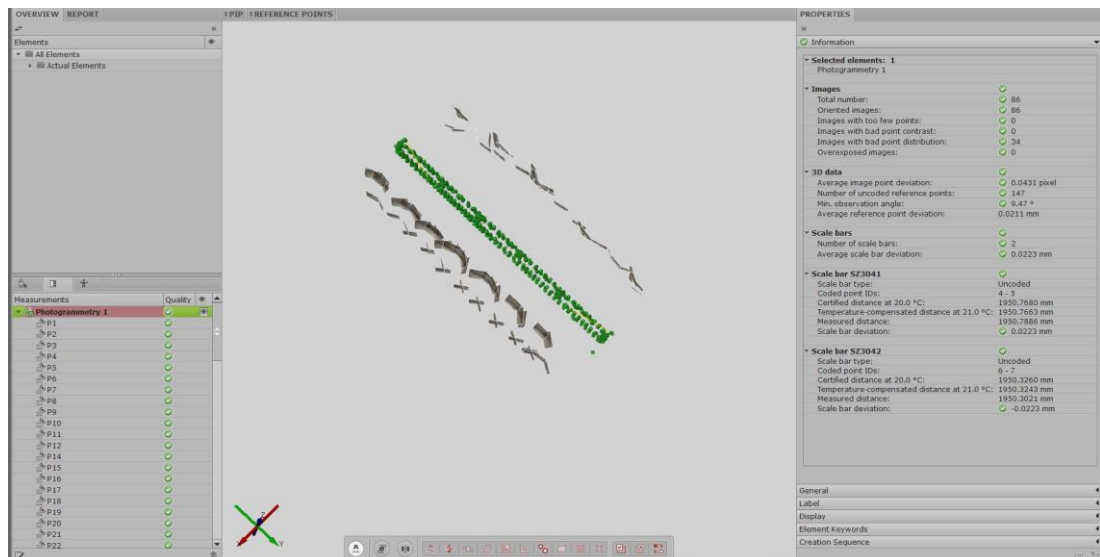 OVERVIEW REPORT
Elements
All Elements
Actual Elements
Measurements Quality
Photogrammetry 1
P1
P2
P3
P4
P5
P6
P7
P8
P9
P10
P11
P12
P14
P15
P16
P17
P18
P19
P20
P21
P22
PIP REFERENCE POINTS
Z
Y
PROPERTIES
Information
Selected elements: 1
Photogrammetry 1
Images
Total number: 86
Oriented images: 86
Images with too few points: 0
Images with bad point contrast: 0
Images with bad point distribution: 34
Overexposed images: 0
3D data
Average image point deviation: 0.0431 pixel
Number of uncoded reference points: 147
Min. observation angle: 9.47 °
Average reference point deviation: 0.0211 mm
Scale bars
Number of scale bars: 2
Average scale bar deviation: 0.0223 mm
Scale bar SZ3041
Scale bar type: Uncoded
Coded point IDs: 4 - 5
Certified distance at 20.0 °C: 1950.7680 mm
Temperature-compensated distance at 21.0 °C: 1950.7663 mm
Measured distance: 1950.7886 mm
Scale bar deviation: 0.0223 mm
Scale bar SZ3042
Scale bar type: Uncoded
Coded point IDs: 6 - 7
Certified distance at 20.0 °C: 1950.3260 mm
Temperature-compensated distance at 21.0 °C: 1950.3243 mm
Measured distance: 1950.3021 mm
Scale bar deviation: -0.0223 mm
General
Label
Display
Element Keywords
Creation Sequence